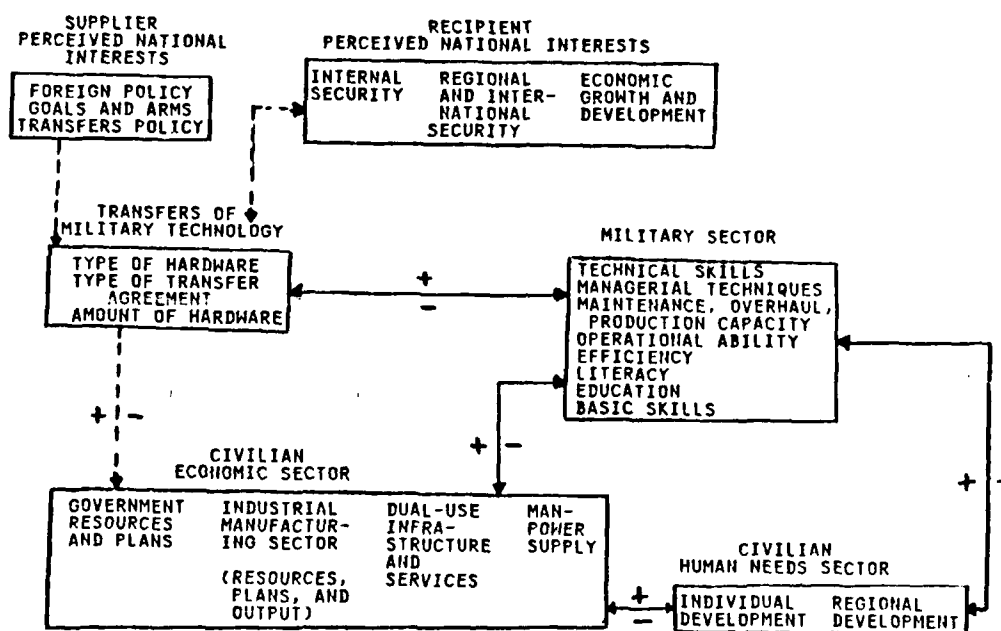 SUPPLIER
PERCEIVED NATIONAL
INTERESTS
FOREIGN POLICY
GOALS AND ARMS
TRANSFERS POLICY
RECIPIENT
PERCEIVED NATIONAL INTERESTS
INTERNAL
SECURITY
REGIONAL
AND INTER-
NATIONAL
SECURITY
ECONOMIC
GROWTH AND
DEVELOPMENT
TRANSFERS OF
MILITARY TECHNOLOGY
TYPE OF HARDWARE
TYPE OF TRANSFER
AGREEMENT
AMOUNT OF HARDWARE
+
-
MILITARY SECTOR
TECHNICAL SKILLS
MANAGERIAL TECHNIQUES
MAINTENANCE, OVERHAUL,
PRODUCTION CAPACITY
OPERATIONAL ABILITY
EFFICIENCY
LITERACY
EDUCATION
BASIC SKILLS
+ -
+ -
+ -
CIVILIAN
ECONOMIC SECTOR
GOVERNMENT
RESOURCES
AND PLANS
INDUSTRIAL
MANUFACTUR-
ING SECTOR
(RESOURCES,
PLANS, AND
OUTPUT)
DUAL-USE
INFRA-
STRUCTURE
AND
SERVICES
MAN-
POWER
SUPPLY
+
-
CIVILIAN
HUMAN NEEDS SECTOR
INDIVIDUAL
DEVELOPMENT
REGIONAL
DEVELOPMENT